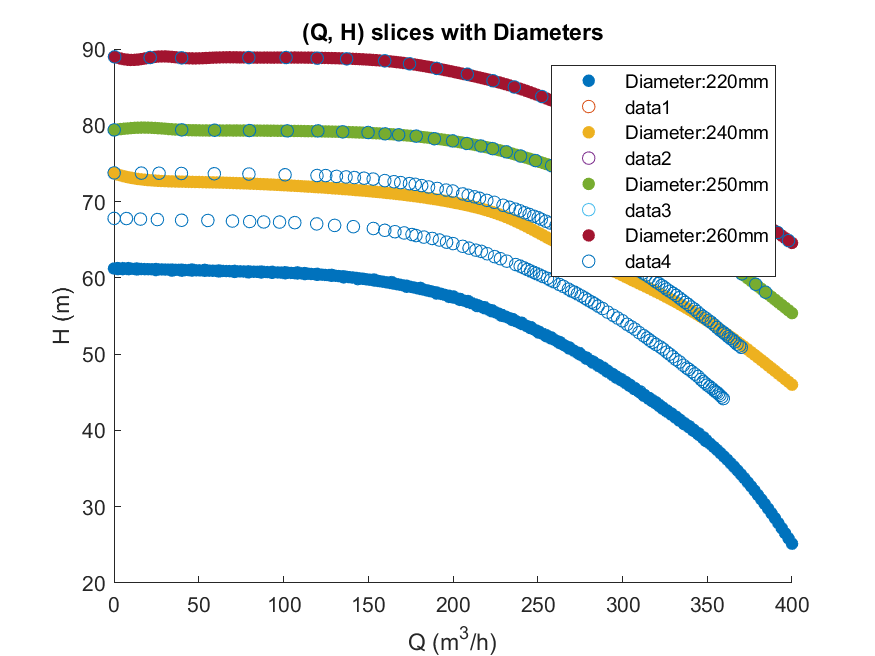 (Q, H) slices with Diameters
90
80
70
60
50
40
30
20
H (m)
Diameter:220mm
data1
Diameter:240mm
data2
Diameter:250mm
data3
Diameter:260mm
data4
0 50 100 150 200 250 300 350 400
Q (m³/h)